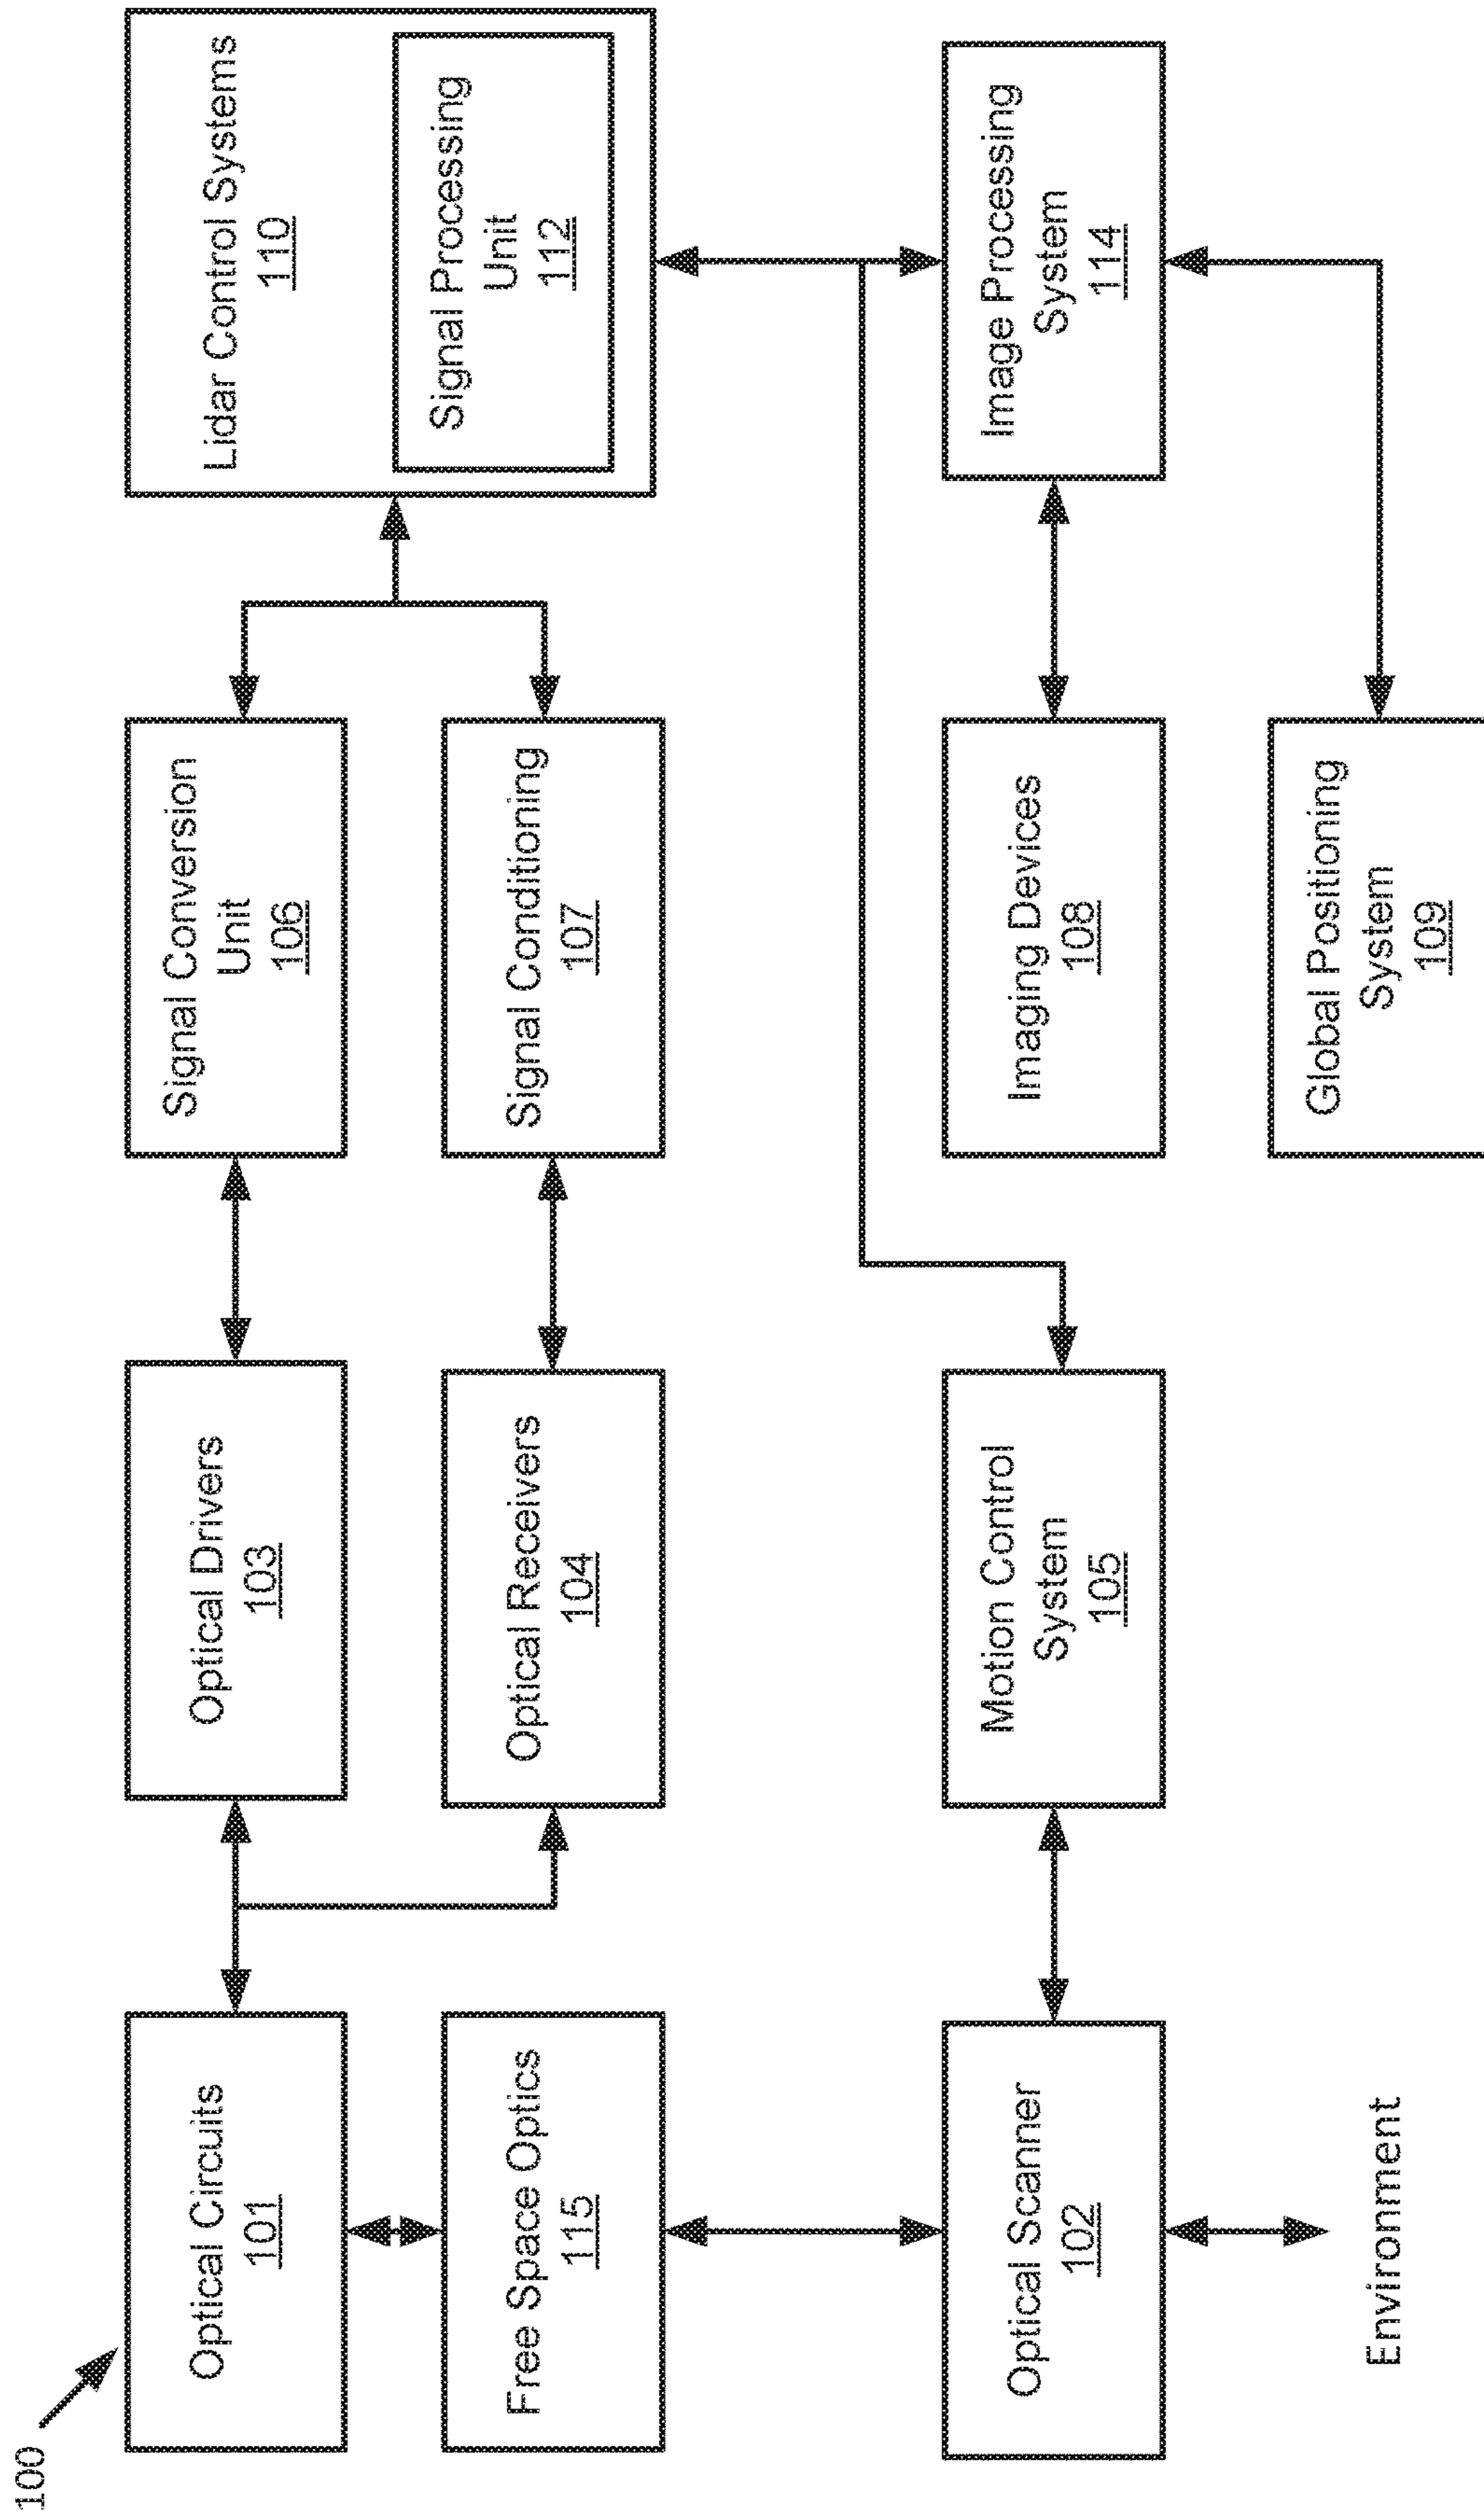 100
Optical Circuits
101
Optical Drivers
103
Signal Conversion
Unit
106
Lidar Control Systems
110
Signal Processing
Unit
112
Free Space Optics
115
Optical Receivers
104
Signal Conditioning
107
Optical Scanner
102
Motion Control
System
105
Imaging Devices
108
Image Processing
System
114
Environment
Global Positioning
System
109